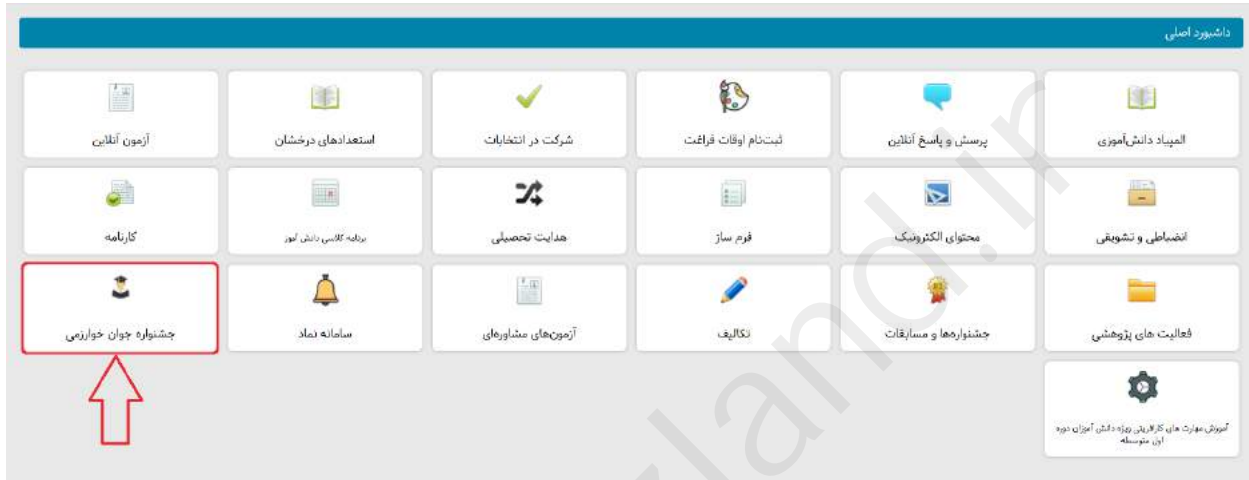 داشبورد اصلی
المپیاد دانش‌آموزی
پرسش و پاسخ آنلاین
ثبت‌نام اوقات فراغت
شرکت در انتخابات
استعدادهای درخشان
آزمون آنلاین
انضباطی و تشویقی
محتوای الکترونیک
فرم ساز
هدایت تحصیلی
برنامه کلاسی دانش آموز
کارنامه
فعالیت های پژوهشی
جشنواره‌ها و مسابقات
تکالیف
آزمون‌های مشاوره‌ای
سامانه نماد
جشنواره جوان خوارزمی
آموزش مهارت های کارآفرینی ویژه دانش آموزان دوره
اول متوسطه
zland.ir